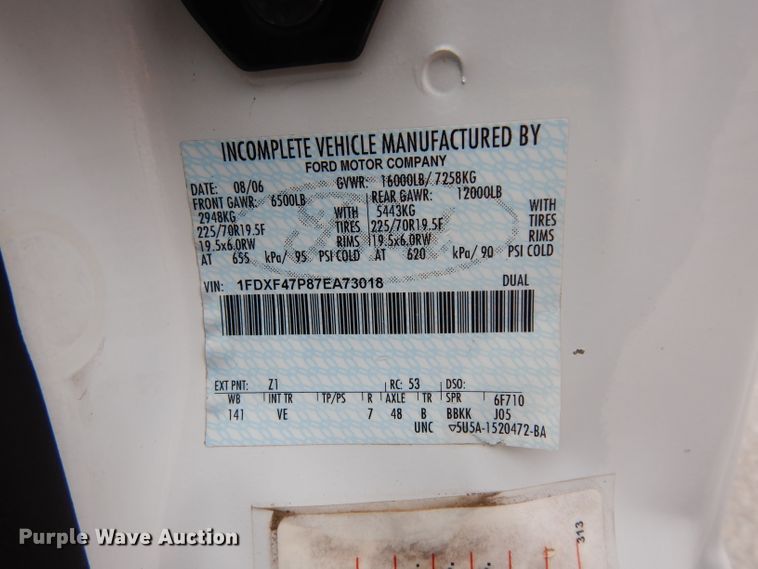 INCOMPLETE VEHICLE MANUFACTURED BY
FORD MOTOR COMPANY
DATE: 08/06 GVWR: 16000LB/ 7258KG
FRONT GAWR: 6500LB REAR GAWR: 12000LB
2948KG WITH 5443KG WITH
225/70R19.5F TIRES 225/70R19.5F TIRES
19.5x6.0RW RIMS 19.5x6.0RW RIMS
AT 655 kPa/ 95 PSI COLD AT 620 kPa/ 90 PSI COLD
VIN: 1FDXF47P87EA73018 DUAL
EXT PNT: Z1 RC: 53 DSO:
WB INT TR TP/PS R AXLE TR SPR 6F710
141 VE 7 48 B BBKK J05
UNC ▽5U5A-1520472-BA
313
Purple Wave Auction